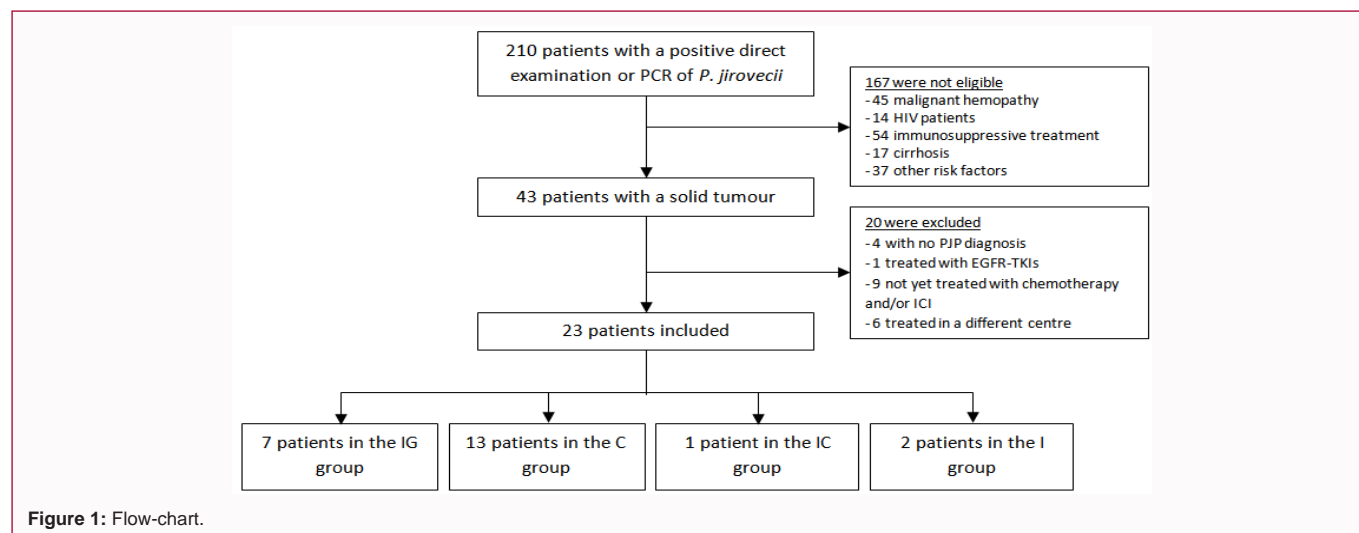 210 patients with a positive direct
examination or PCR of P. jirovecii
167 were not eligible
-45 malignant hemopathy
-14 HIV patients
-54 immunosuppressive treatment
-17 cirrhosis
-37 other risk factors
43 patients with a solid tumour
20 were excluded
-4 with no PJP diagnosis
-1 treated with EGFR-TKIs
-9 not yet treated with chemotherapy
and/or ICI
-6 treated in a different centre
23 patients included
7 patients in the IG
group
13 patients in the C
group
1 patient in the IC
group
2 patients in the I
group
Figure 1: Flow-chart.